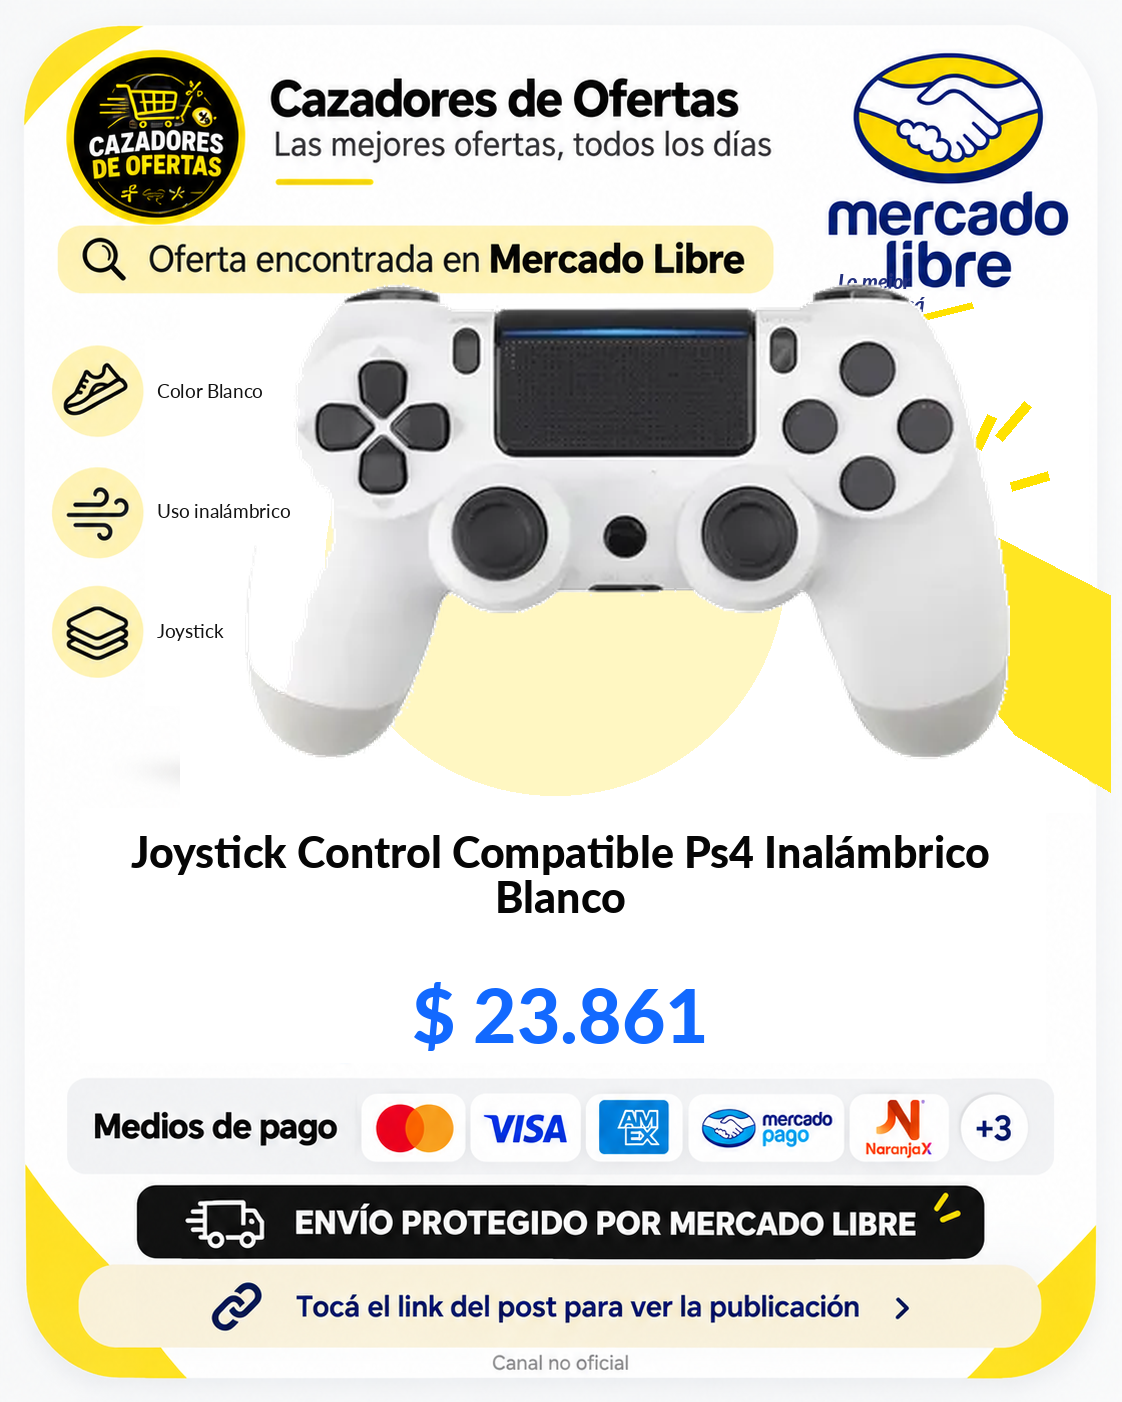 CAZADORES
DE OFERTAS
Cazadores de Ofertas
Las mejores ofertas, todos los días
mercado
libre
Oferta encontrada en Mercado Libre
Lo mejor
Color Blanco
Uso inalámbrico
Joystick
Joystick Control Compatible Ps4 Inalámbrico
Blanco
$ 23.861
Medios de pago
VISA
AM
EX
mercado
pago
NaranjaX
+3
ENVÍO PROTEGIDO POR MERCADO LIBRE
Tocá el link del post para ver la publicación
Canal no oficial